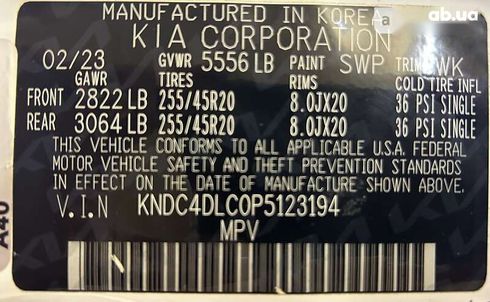 ab.ua
MANUFACTURED IN KOREA
KIA CORPORATION
02/23 GVWR 5556 LB PAINT SWP TRIM WK
GAWR TIRES RIMS COLD TIRE INFL
FRONT 2822 LB 255/45R20 8.0JX20 36 PSI SINGLE
REAR 3064 LB 255/45R20 8.0JX20 36 PSI SINGLE
THIS VEHICLE CONFORMS TO ALL APPLICABLE U.S.A. FEDERAL
MOTOR VEHICLE SAFETY AND THEFT PREVENTION STANDARDS
IN EFFECT ON THE DATE OF MANUFACTURE SHOWN ABOVE.
V.I.N KNDC4DLC0P5123194
MPV
A40